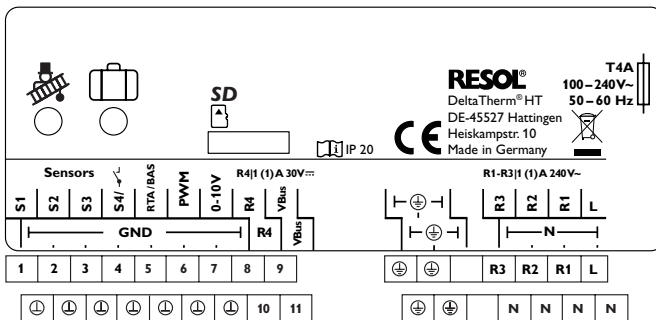 SD
IP 20
RESOL®
DeltaTherm® HT
DE-45527 Hattingen
Heiskampstr. 10
Made in Germany
T4A
100–240V~
50–60 Hz
Sensors
R4|1 (1) A 30V⎓
R1-R3|1 (1) A 240V~
S1 S2 S3 S4/ RTA/BAS PWM 0-10V R4 VBus
R3 R2 R1 L
GND R4 VBus
N
1 2 3 4 5 6 7 8 9
R3 R2 R1 L
10 11
N N N N